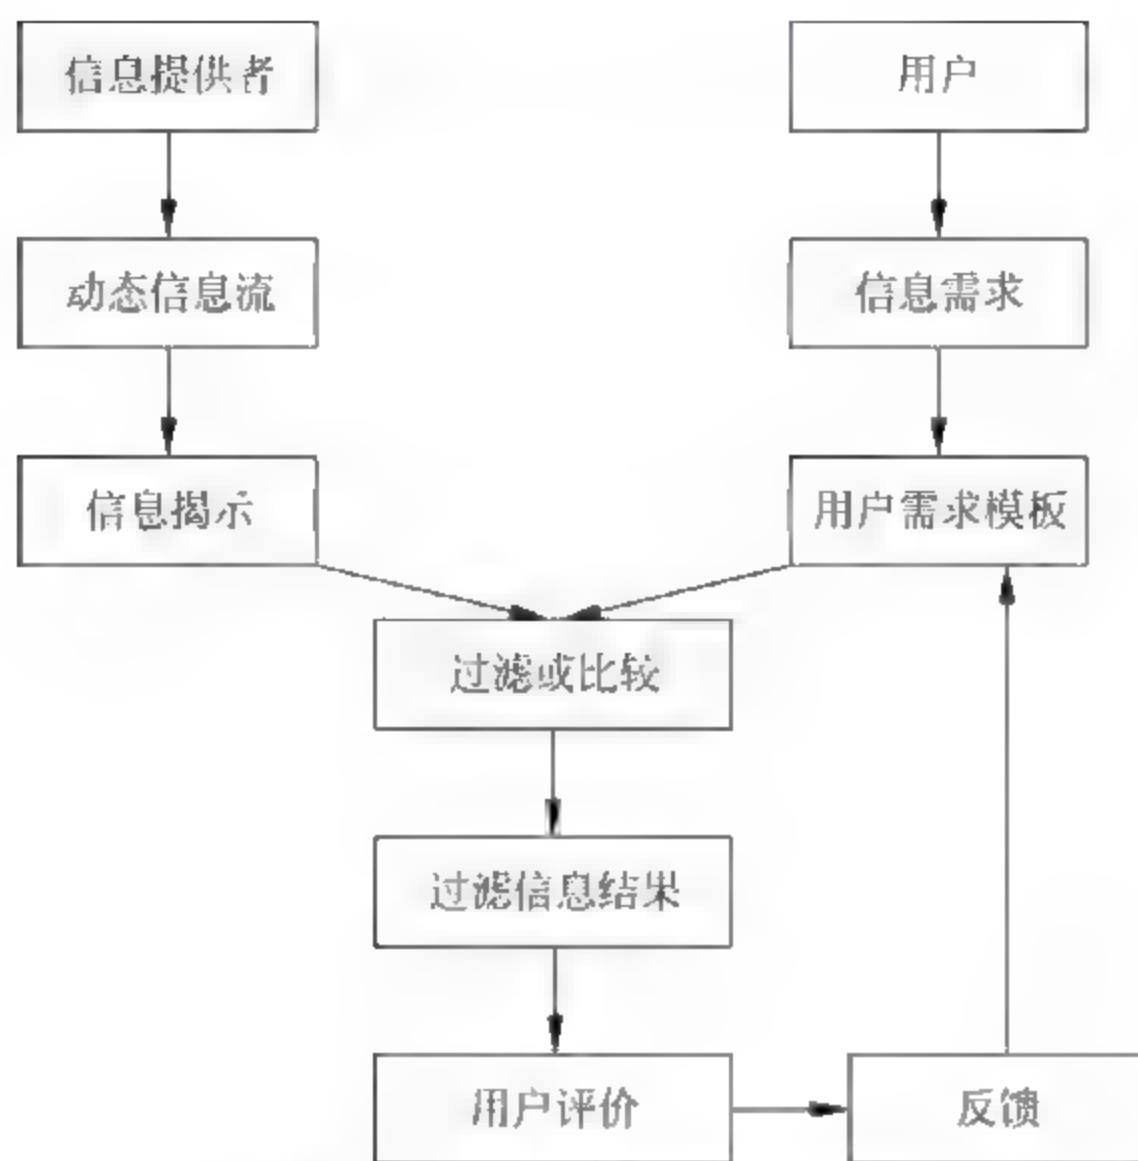 信息提供者
用户
动态信息流
信息需求
信息揭示
用户需求模板
过滤或比较
过滤信息结果
用户评价
反馈